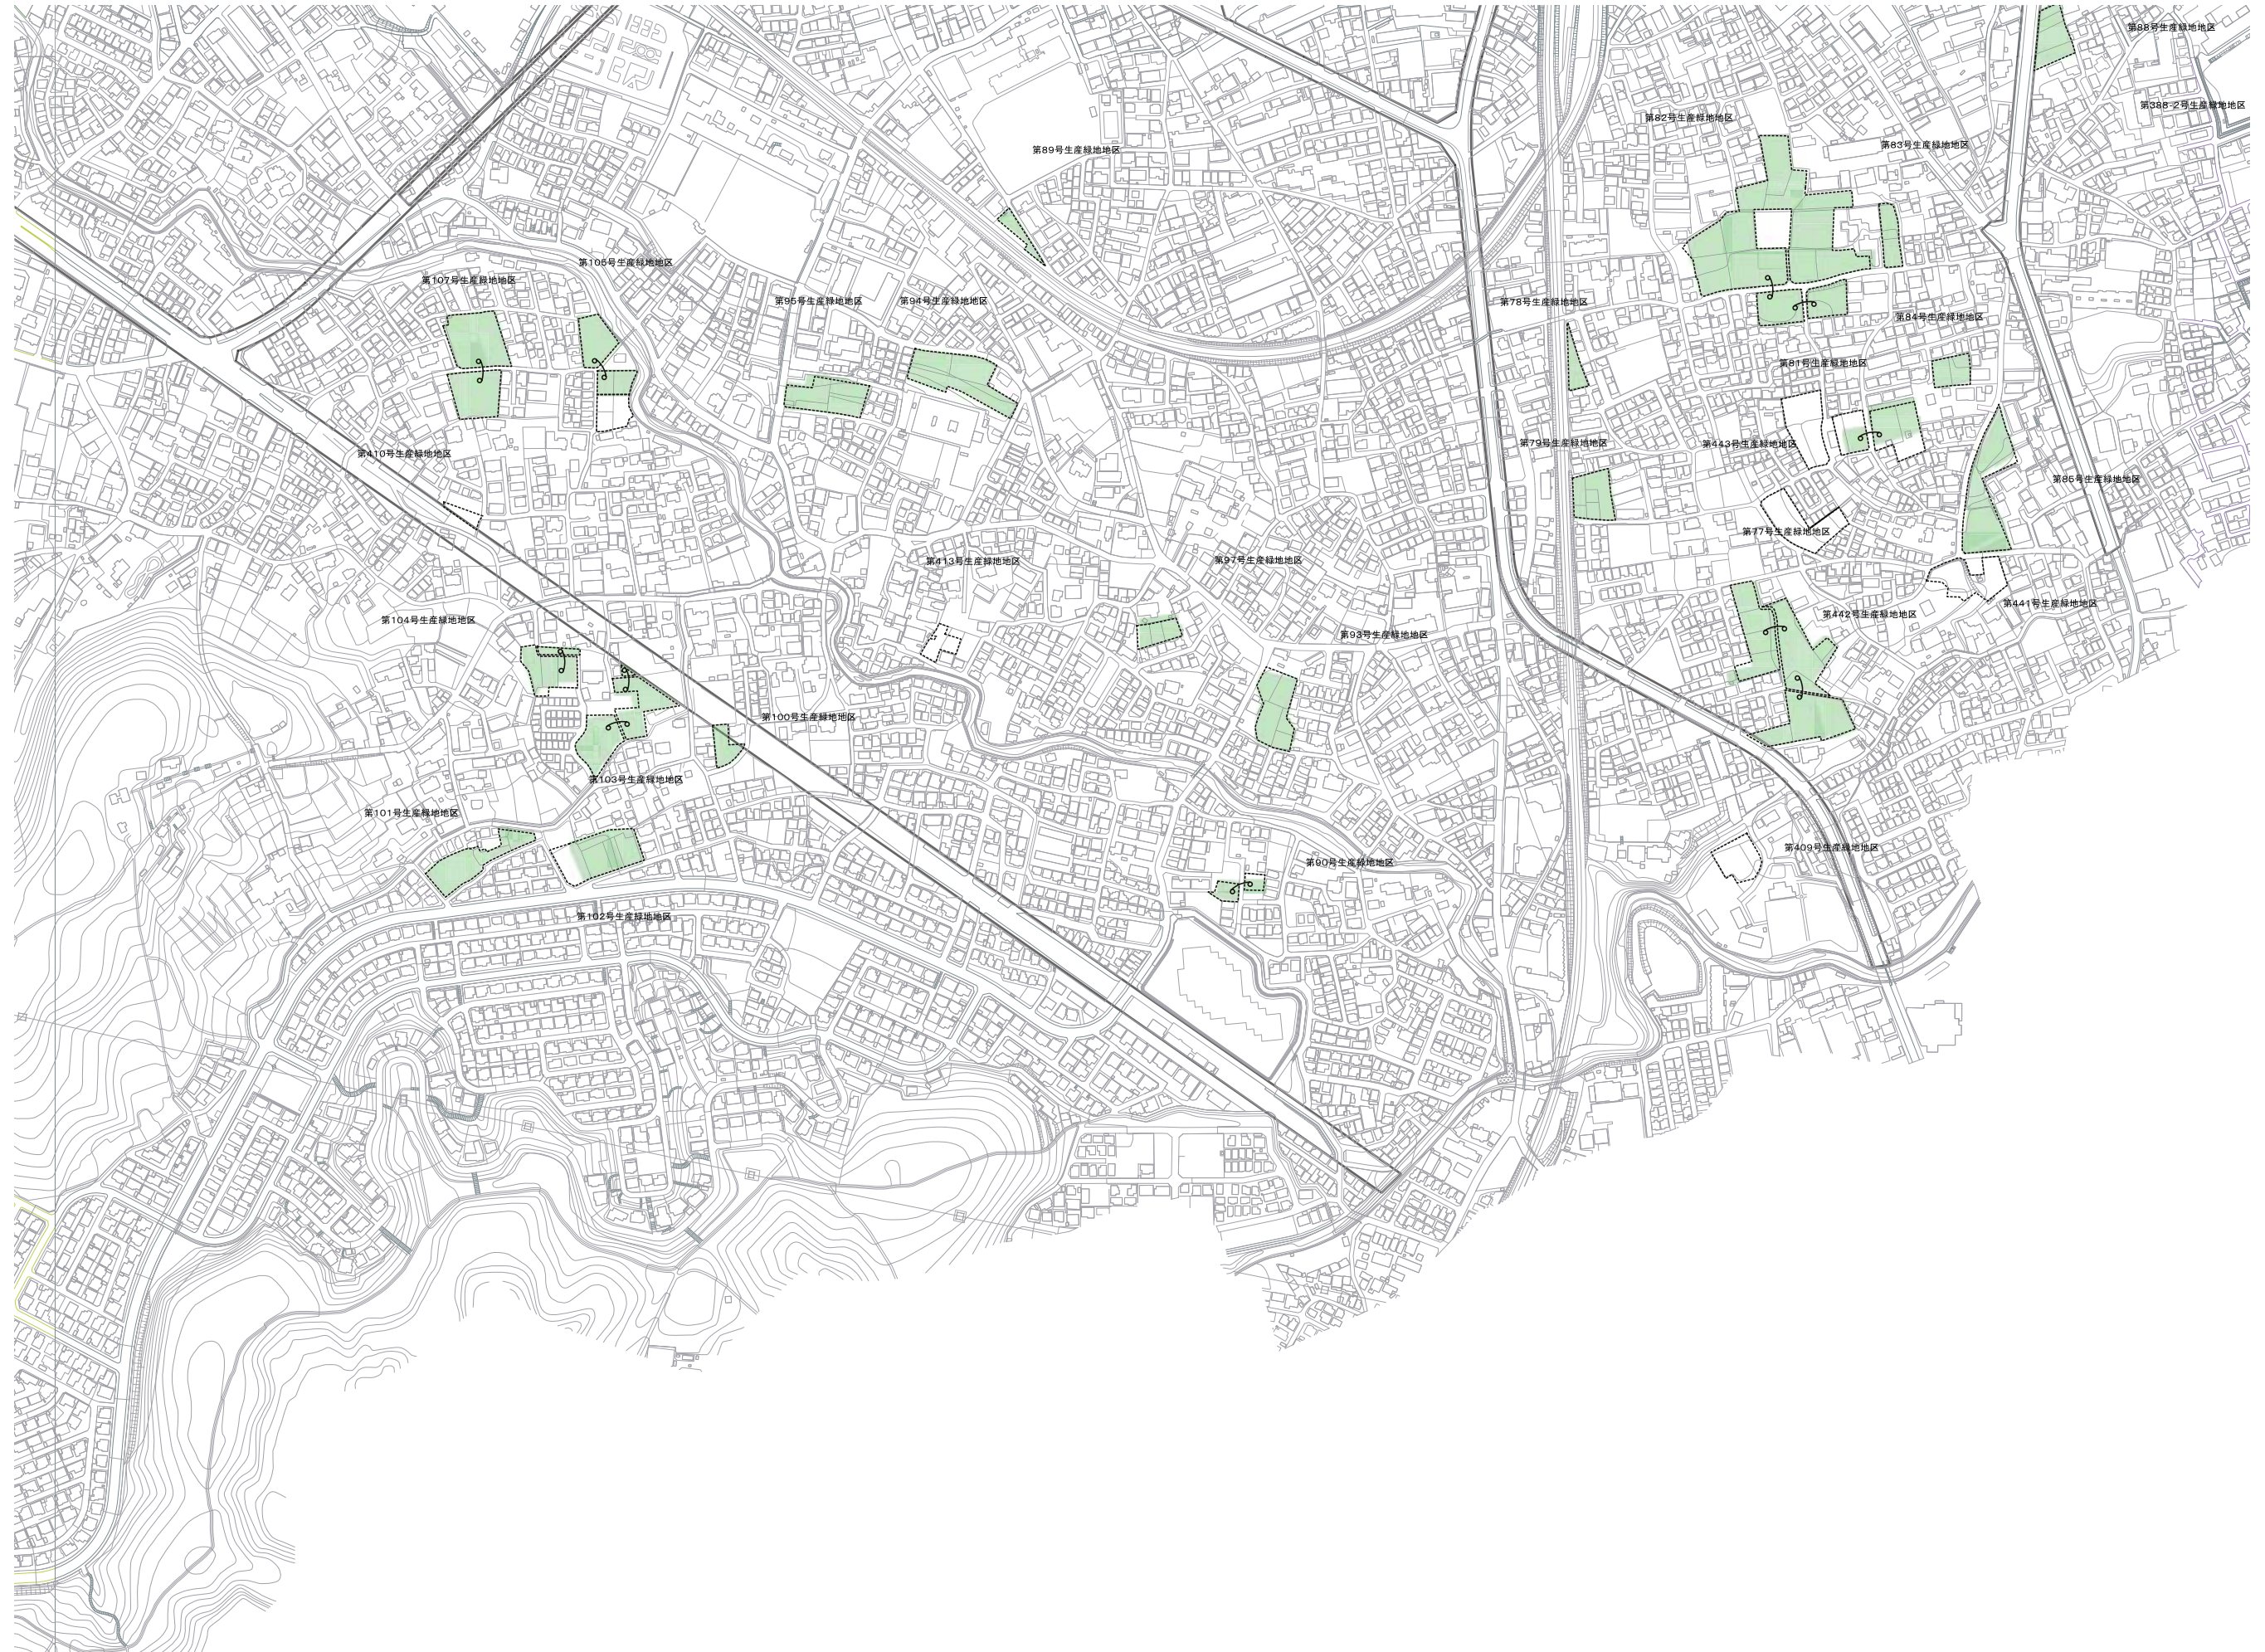 第88号生産緑地地区
第388-2号生産緑地地区
第82号生産緑地地区
第83号生産緑地地区
第89号生産緑地地区
第105号生産緑地地区
第107号生産緑地地区
第95号生産緑地地区
第94号生産緑地地区
第78号生産緑地地区
第84号生産緑地地区
第81号生産緑地地区
第79号生産緑地地区
第443号生産緑地地区
第410号生産緑地地区
第85号生産緑地地区
第77号生産緑地地区
第413号生産緑地地区
第97号生産緑地地区
第441号生産緑地地区
第442号生産緑地地区
第104号生産緑地地区
第93号生産緑地地区
第100号生産緑地地区
第103号生産緑地地区
第101号生産緑地地区
第409号生産緑地地区
第90号生産緑地地区
第102号生産緑地地区